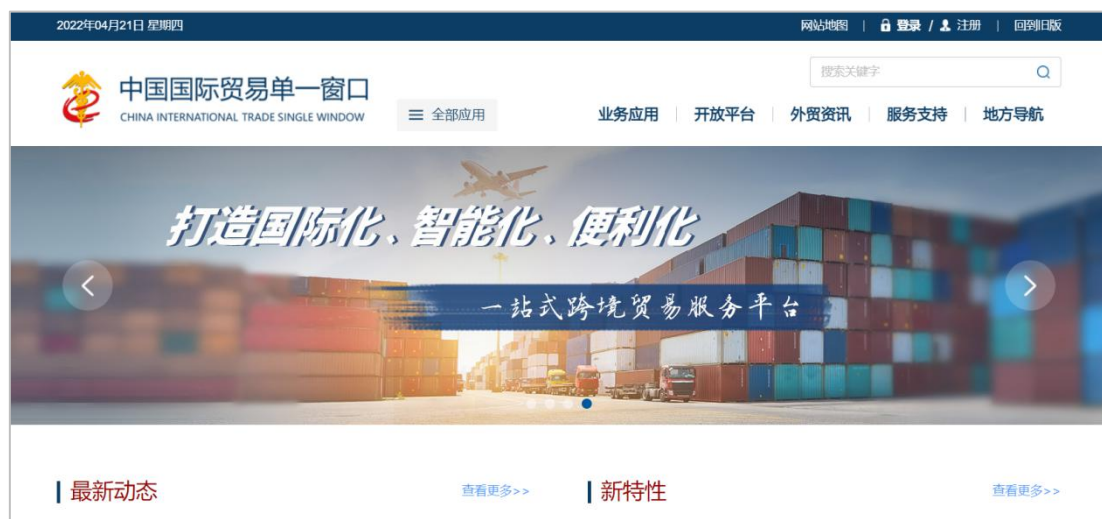 2022年04月21日 星期四
网站地图 | 登录 / 注册 | 回到旧版
搜索关键字
中国国际贸易单一窗口
CHINA INTERNATIONAL TRADE SINGLE WINDOW
全部应用
业务应用 | 开放平台 | 外贸资讯 | 服务支持 | 地方导航
打造国际化、智能化、便利化
一站式跨境贸易服务平台
最新动态 查看更多>>
新特性 查看更多>>